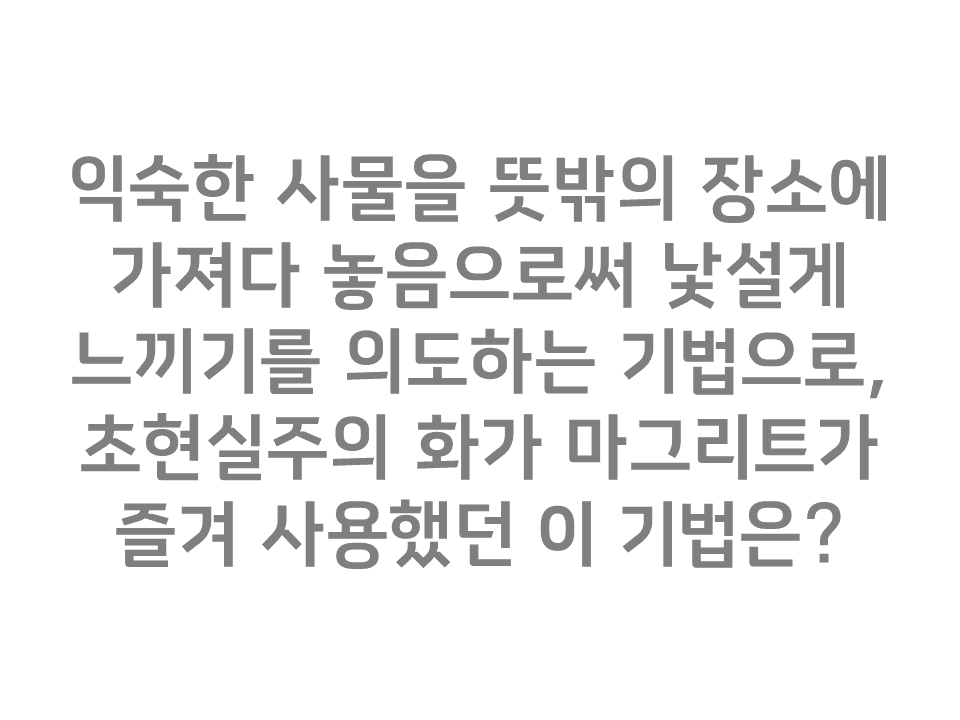 익숙한 사물을 뜻밖의 장소에
가져다 놓음으로써 낯설게
느끼기를 의도하는 기법으로,
초현실주의 화가 마그리트가
즐겨 사용했던 이 기법은?